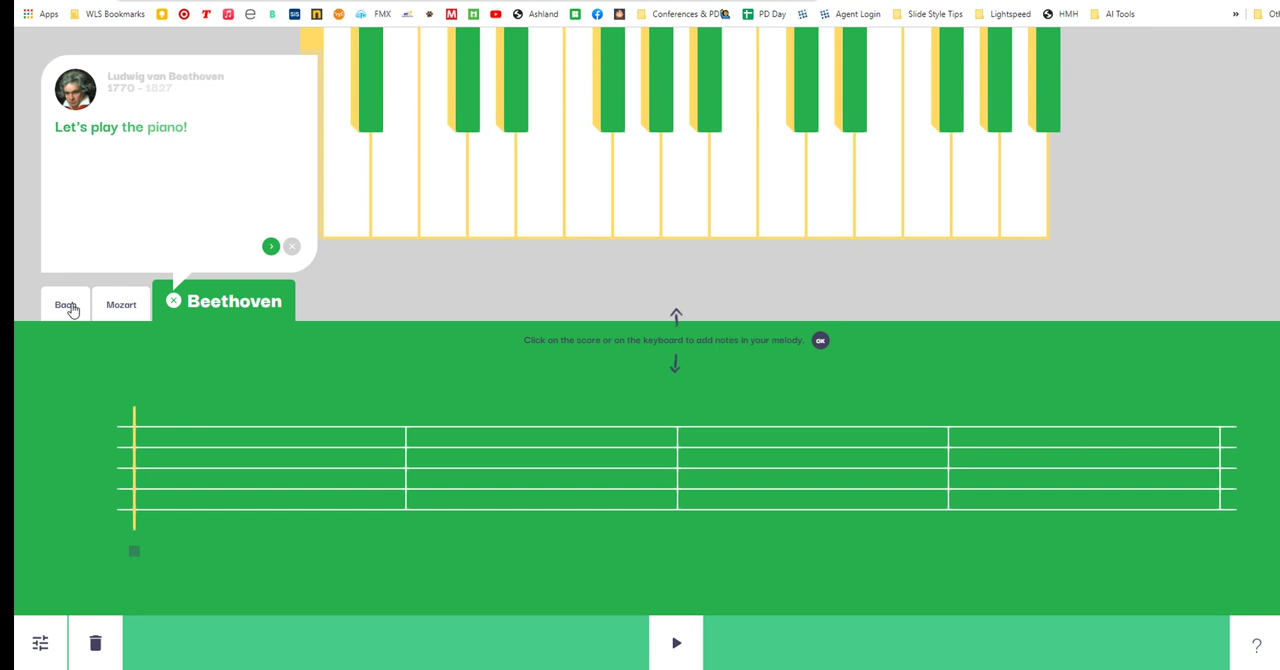 Apps WLS Bookmarks FMX Ashland Conferences & PD PD Day Agent Login Slide Style Tips Lightspeed HMH AI Tools » Ot
Ludwig van Beethoven
1770 – 1827
Let's play the piano!
Mozart Beethoven
Click on the score or on the keyboard to add notes in your melody. OK
?